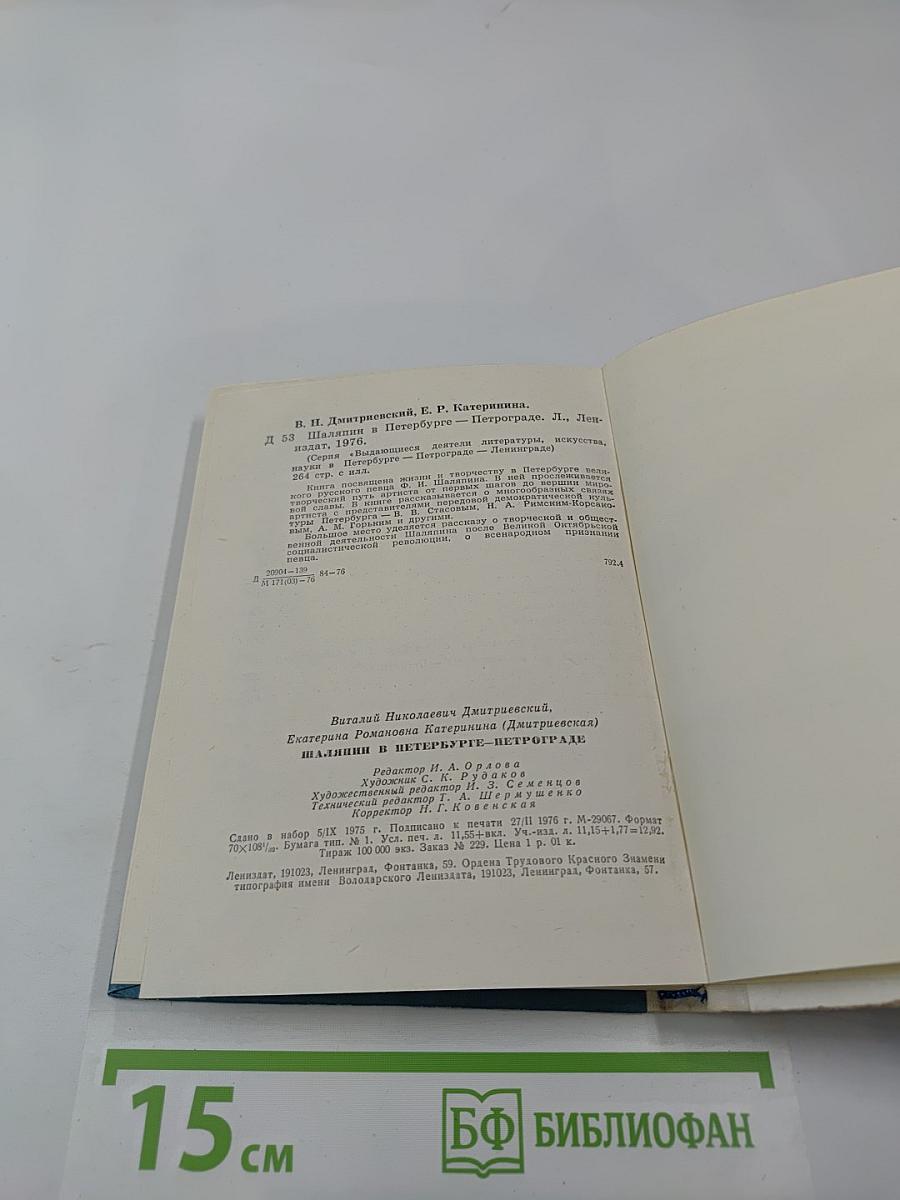 В. Н. Дмитриевский, Е. Р. Катеринина.
Д 53 Шаляпин в Петербурге — Петрограде. Л., Лен-
издат, 1976.
(Серия «Выдающиеся деятели литературы, искусства,
науки в Петербурге — Петрограде — Ленинграде)
264 стр. с илл.
Книга посвящена жизни и творчеству в Петербурге вели-
кого русского певца Ф. И. Шаляпина. В ней прослеживается
творческий путь артиста от первых шагов до вершин миро-
вой славы. В книге рассказывается о многообразных связях
артиста с представителями передовой демократической куль-
туры Петербурга — В. В. Стасовым, Н. А. Римским-Корсако-
вым, А. М. Горьким и другими.
Большое место уделяется рассказу о творческой и общест-
венной деятельности Шаляпина после Великой Октябрьской
социалистической революции, о всенародном признании
певца.
Д 20904—139 84—76
М 171(03)—76
792.4
Виталий Николаевич Дмитриевский,
Екатерина Романовна Катеринина (Дмитриевская)
ШАЛЯПИН В ПЕТЕРБУРГЕ—ПЕТРОГРАДЕ
Редактор И. А. Орлова
Художник С. К. Рудаков
Художественный редактор И. З. Семенцов
Технический редактор Т. А. Шермушенко
Корректор Н. Г. Ковенская
Сдано в набор 5/IX 1975 г. Подписано к печати 27/II 1976 г. М-29067. Формат
70×108¹/₃₂. Бумага тип. № 1. Усл. печ. л. 11,55+вкл. Уч.-изд. л. 11,15+1,77=12,92.
Тираж 100 000 экз. Заказ № 229. Цена 1 р. 01 к.
Лениздат, 191023, Ленинград, Фонтанка, 59. Ордена Трудового Красного Знамени
типография имени Володарского Лениздата, 191023, Ленинград, Фонтанка, 57.
15 см
БФ БИБЛИОФАН